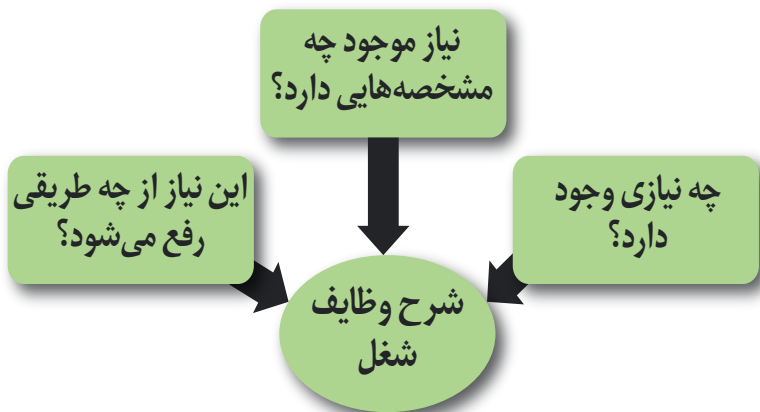 نیاز موجود چه
مشخصه‌هایی دارد؟
چه نیازی وجود
دارد؟
این نیاز از چه طریقی
رفع می‌شود؟
شرح وظایف
شغل